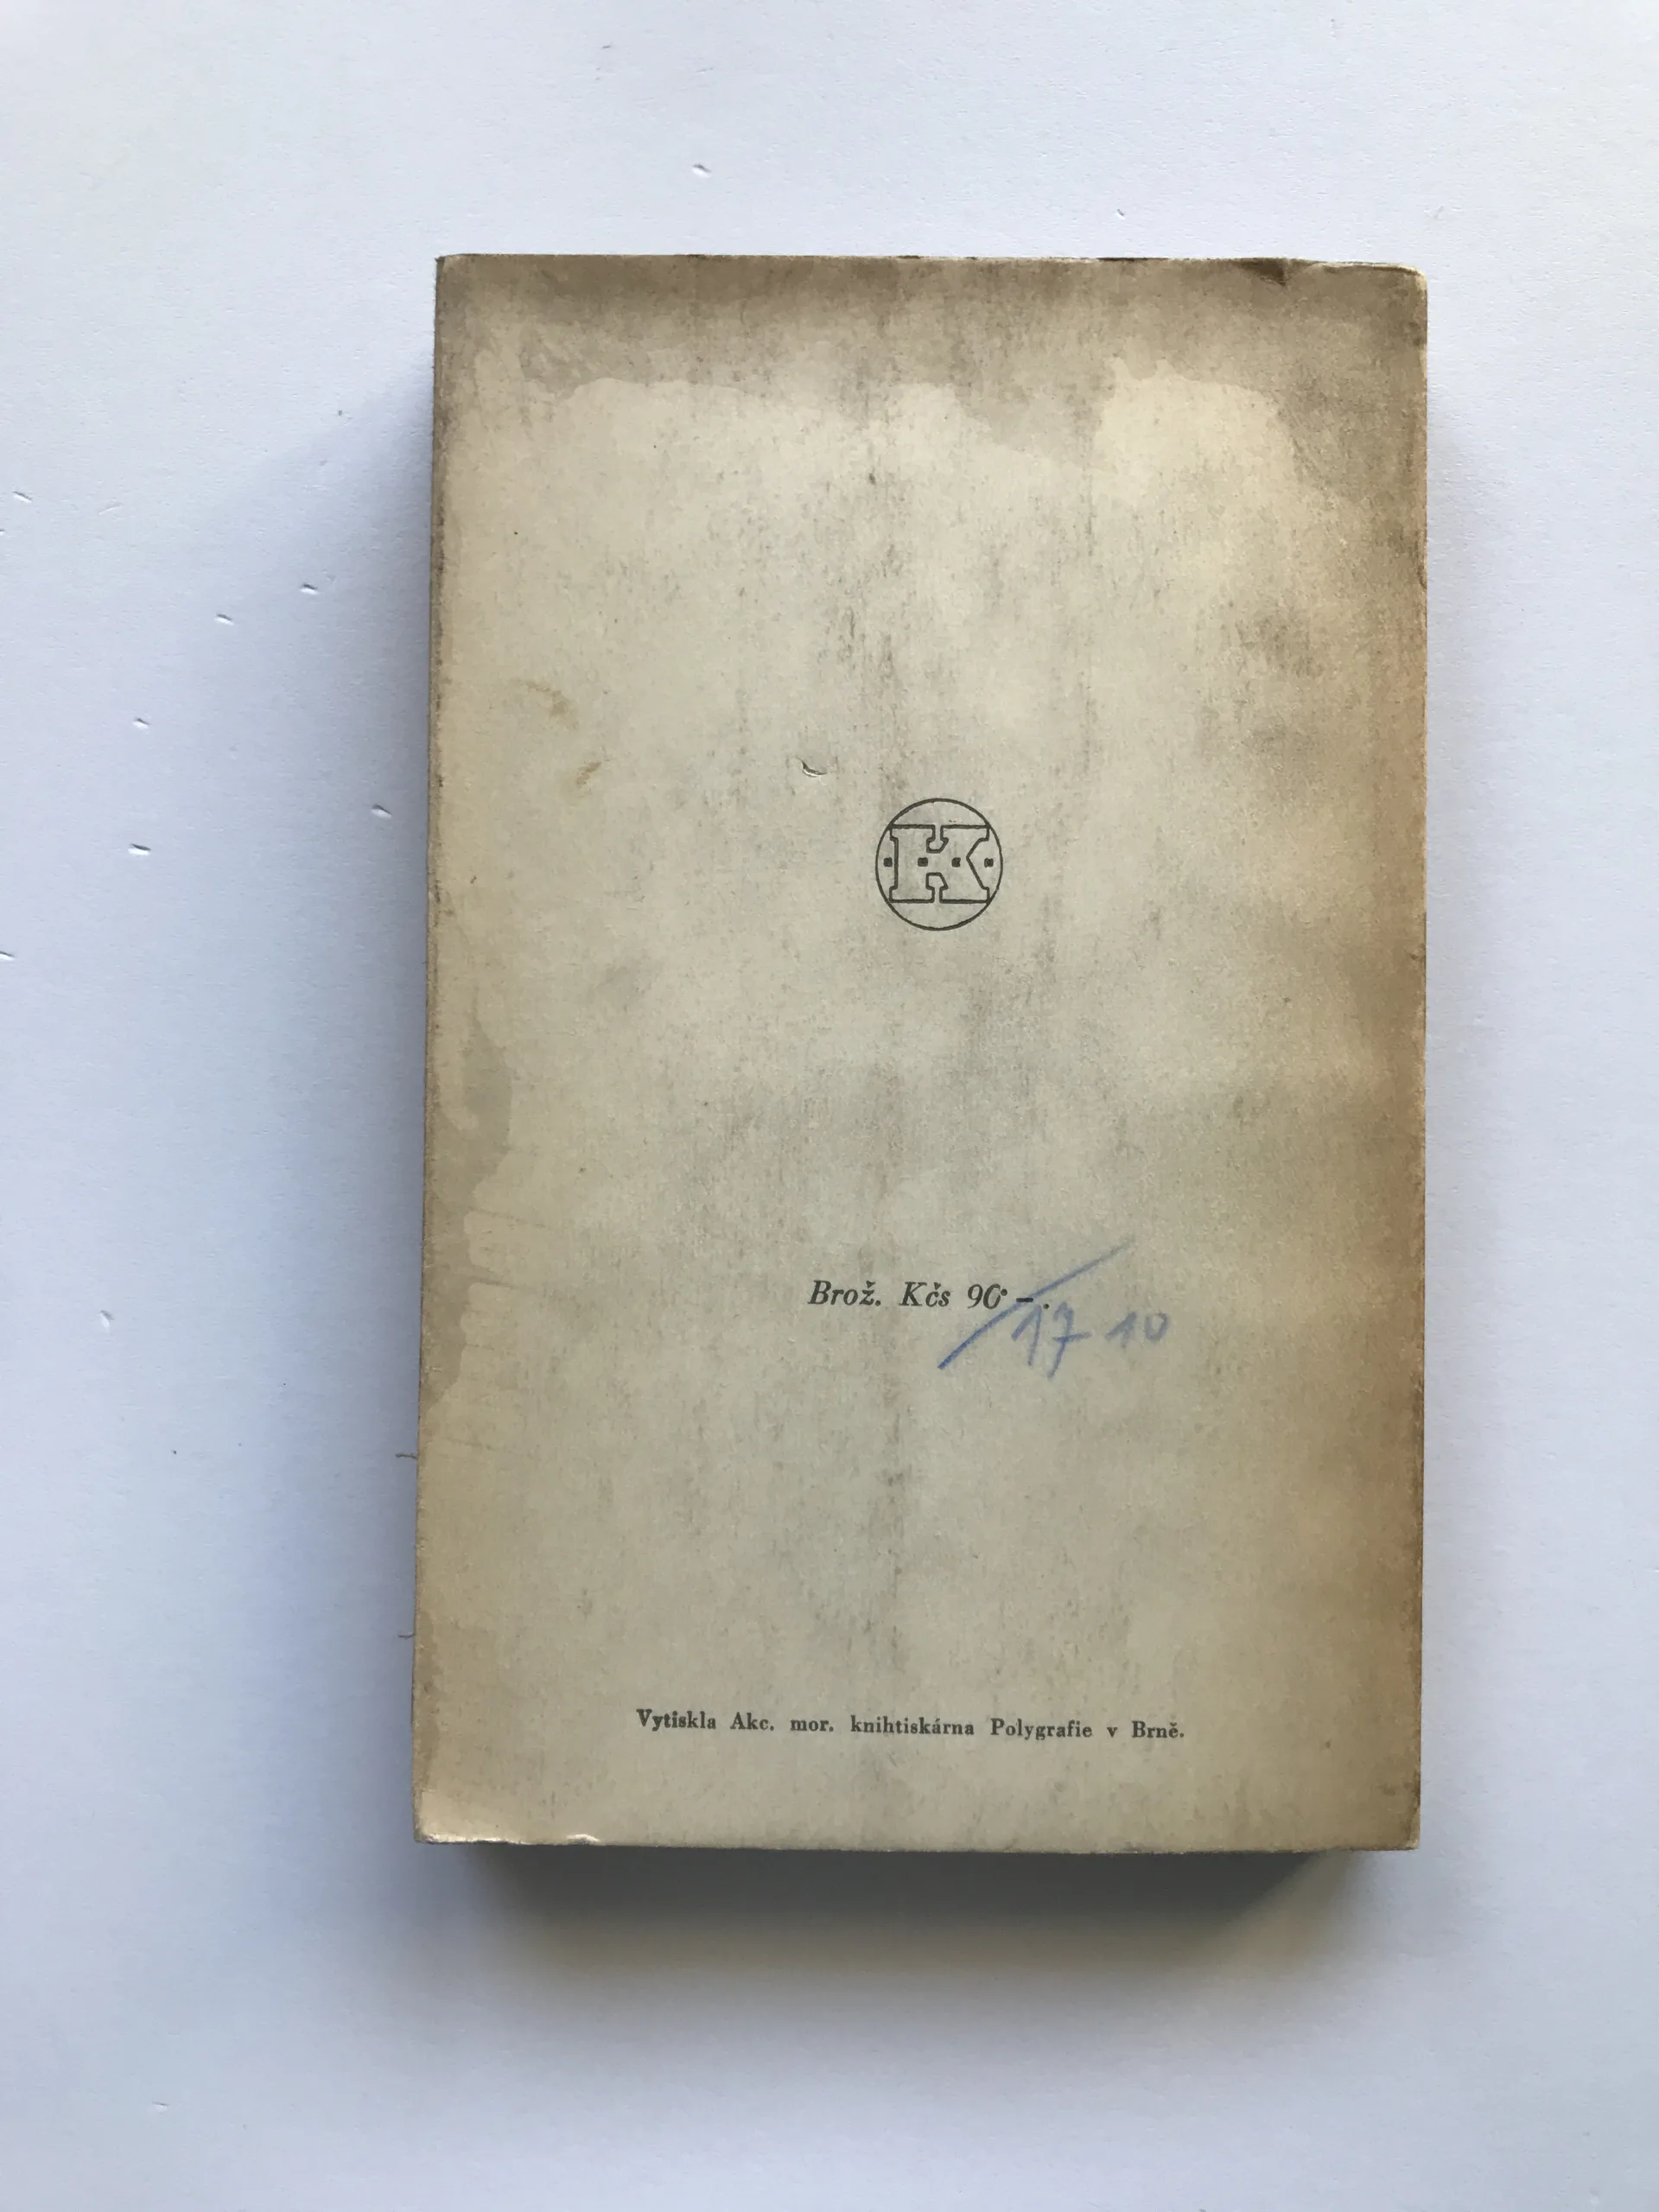 K
Brož. Kčs 90·–.
17 10
Vytiskla Akc. mor. knihtiskárna Polygrafie v Brně.